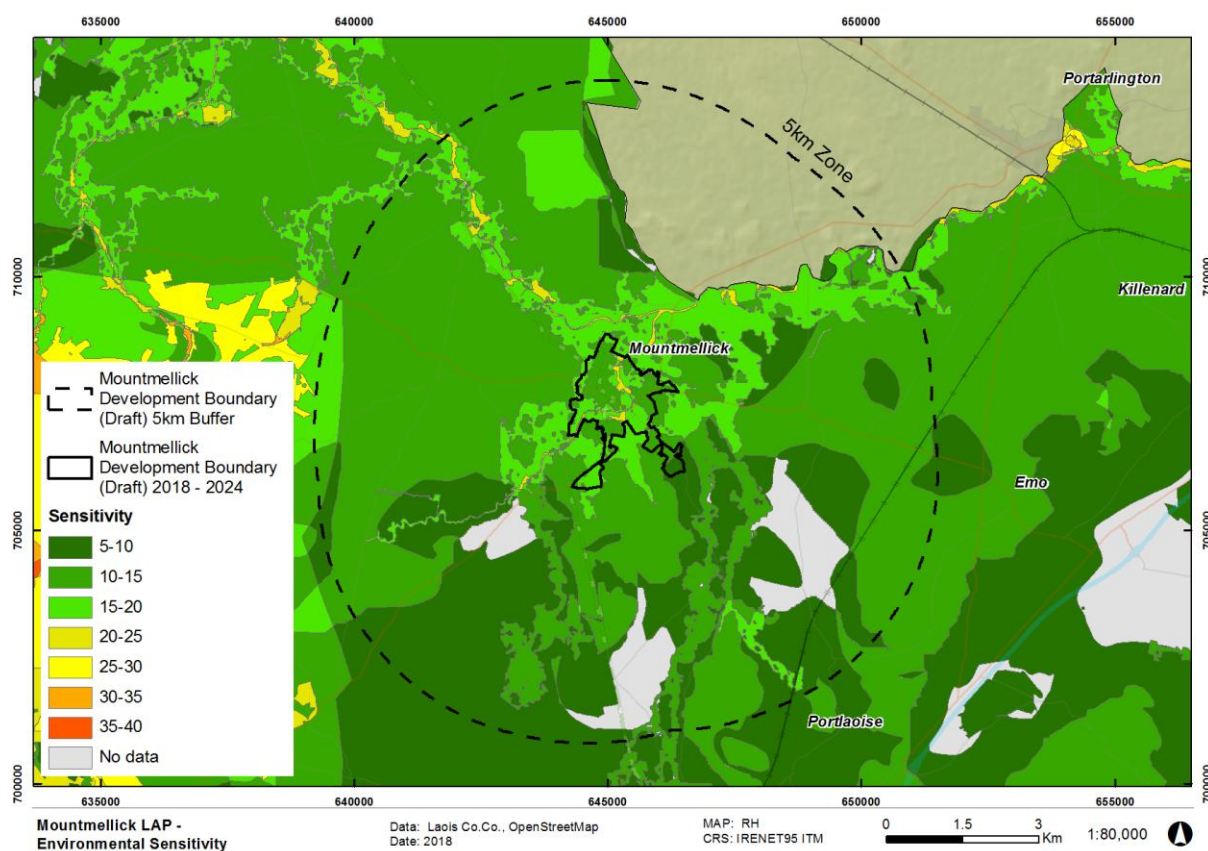 635000
640000
645000
650000
655000
Portarlington
5km Zone
710000
710000
Killenard
Mountmellick
Mountmellick
Development Boundary
(Draft) 5km Buffer
Mountmellick
Development Boundary
(Draft) 2018 - 2024
Emo
Sensitivity
705000
705000
5-10
10-15
15-20
20-25
25-30
30-35
35-40
No data
Portlaoise
700000
700000
635000
640000
645000
650000
655000
Mountmellick LAP -
Environmental Sensitivity
Data: Laois Co.Co., OpenStreetMap
Date: 2018
MAP: RH
CRS: IRENET95 ITM
0
1.5
3
Km
1:80,000